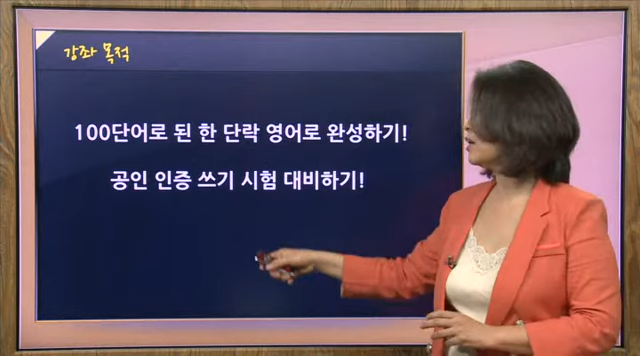 강좌 목적
100단어로 된 한 단락 영어로 완성하기!
공인 인증 쓰기 시험 대비하기!